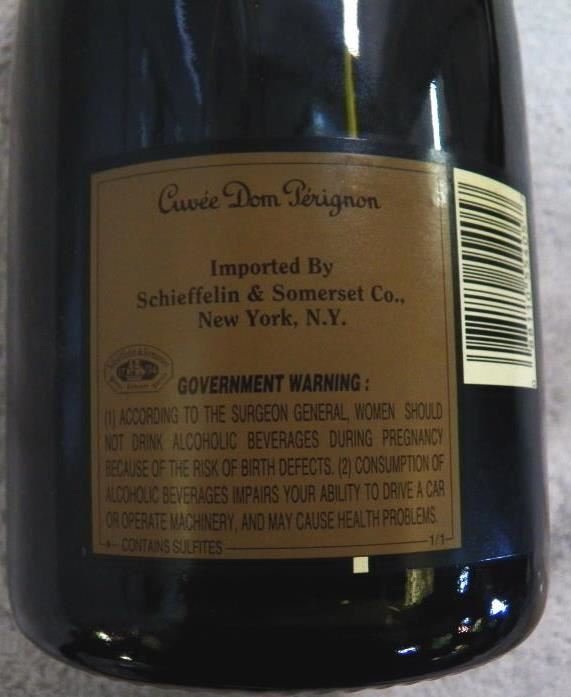 Cuvée Dom Pérignon
Imported By
Schieffelin & Somerset Co.,
New York, N.Y.
GOVERNMENT WARNING :
(1) ACCORDING TO THE SURGEON GENERAL, WOMEN SHOULD
NOT DRINK ALCOHOLIC BEVERAGES DURING PREGNANCY
BECAUSE OF THE RISK OF BIRTH DEFECTS. (2) CONSUMPTION OF
ALCOHOLIC BEVERAGES IMPAIRS YOUR ABILITY TO DRIVE A CAR
OR OPERATE MACHINERY, AND MAY CAUSE HEALTH PROBLEMS.
CONTAINS SULFITES
1/1